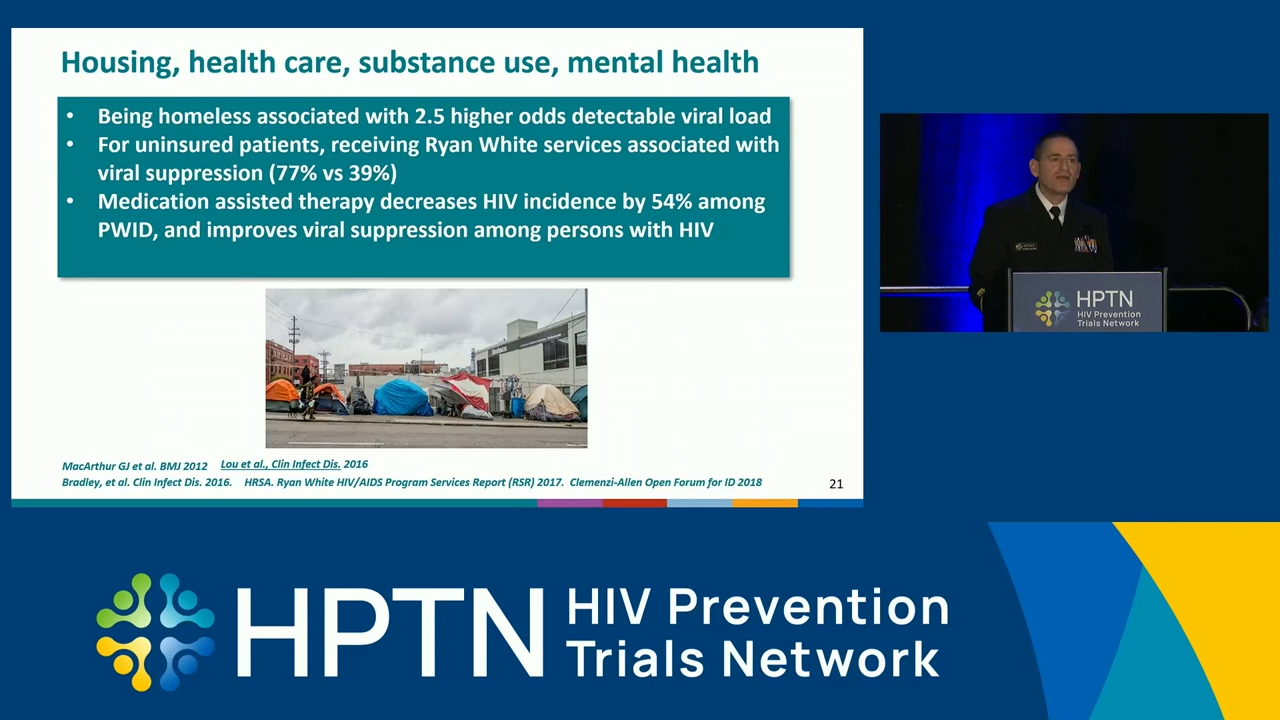 Housing, health care, substance use, mental health
• Being homeless associated with 2.5 higher odds detectable viral load
• For uninsured patients, receiving Ryan White services associated with
viral suppression (77% vs 39%)
• Medication assisted therapy decreases HIV incidence by 54% among
PWID, and improves viral suppression among persons with HIV
MacArthur GJ et al. BMJ 2012 Lou et al., Clin Infect Dis. 2016
Bradley, et al. Clin Infect Dis. 2016. HRSA. Ryan White HIV/AIDS Program Services Report (RSR) 2017. Clemenzi-Allen Open Forum for ID 2018
21
HPTN
HIV Prevention
Trials Network
HPTN
HIV Prevention
Trials Network